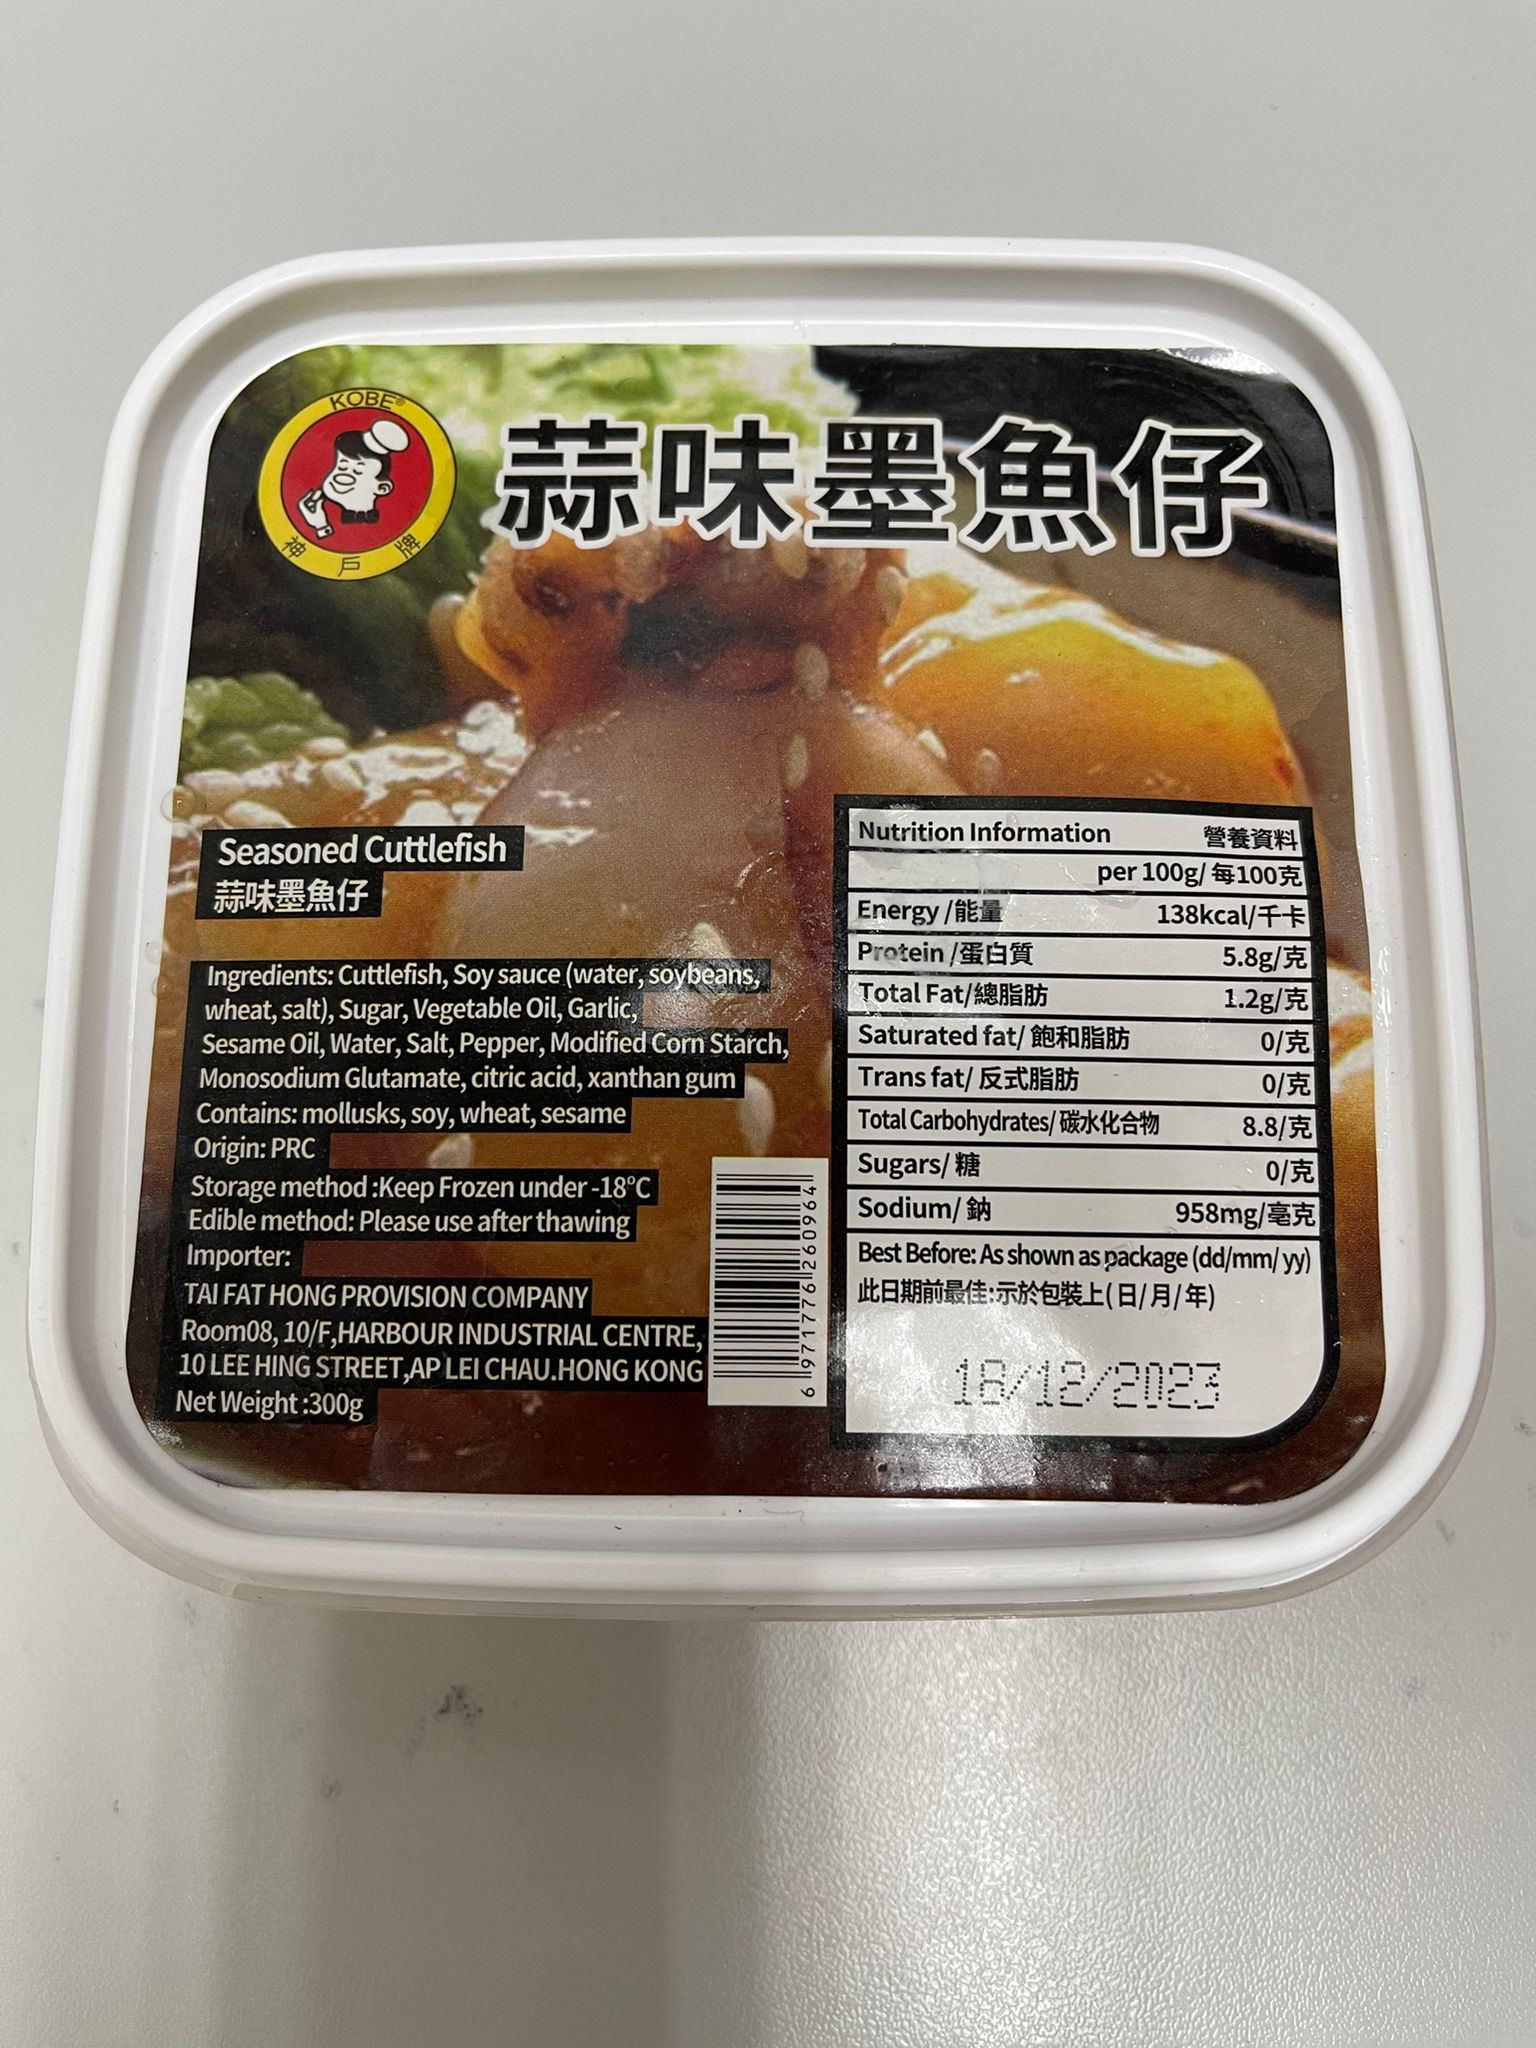 KOBE®
神戶牌
蒜味墨魚仔
Seasoned Cuttlefish
蒜味墨魚仔
Ingredients: Cuttlefish, Soy sauce (water, soybeans,
wheat, salt), Sugar, Vegetable Oil, Garlic,
Sesame Oil, Water, Salt, Pepper, Modified Corn Starch,
Monosodium Glutamate, citric acid, xanthan gum
Contains: mollusks, soy, wheat, sesame
Origin: PRC
Storage method :Keep Frozen under -18°C
Edible method: Please use after thawing
Importer:
TAI FAT HONG PROVISION COMPANY
Room08, 10/F,HARBOUR INDUSTRIAL CENTRE,
10 LEE HING STREET,AP LEI CHAU.HONG KONG
Net Weight :300g
6 971776 260964
Nutrition Information 營養資料
per 100g/ 每100克
Energy /能量 138kcal/千卡
Protein /蛋白質 5.8g/克
Total Fat/總脂肪 1.2g/克
Saturated fat/ 飽和脂肪 0/克
Trans fat/ 反式脂肪 0/克
Total Carbohydrates/ 碳水化合物 8.8/克
Sugars/ 糖 0/克
Sodium/ 鈉 958mg/毫克
Best Before: As shown as package (dd/mm/ yy)
此日期前最佳:示於包裝上(日/月/年)
18/12/2023